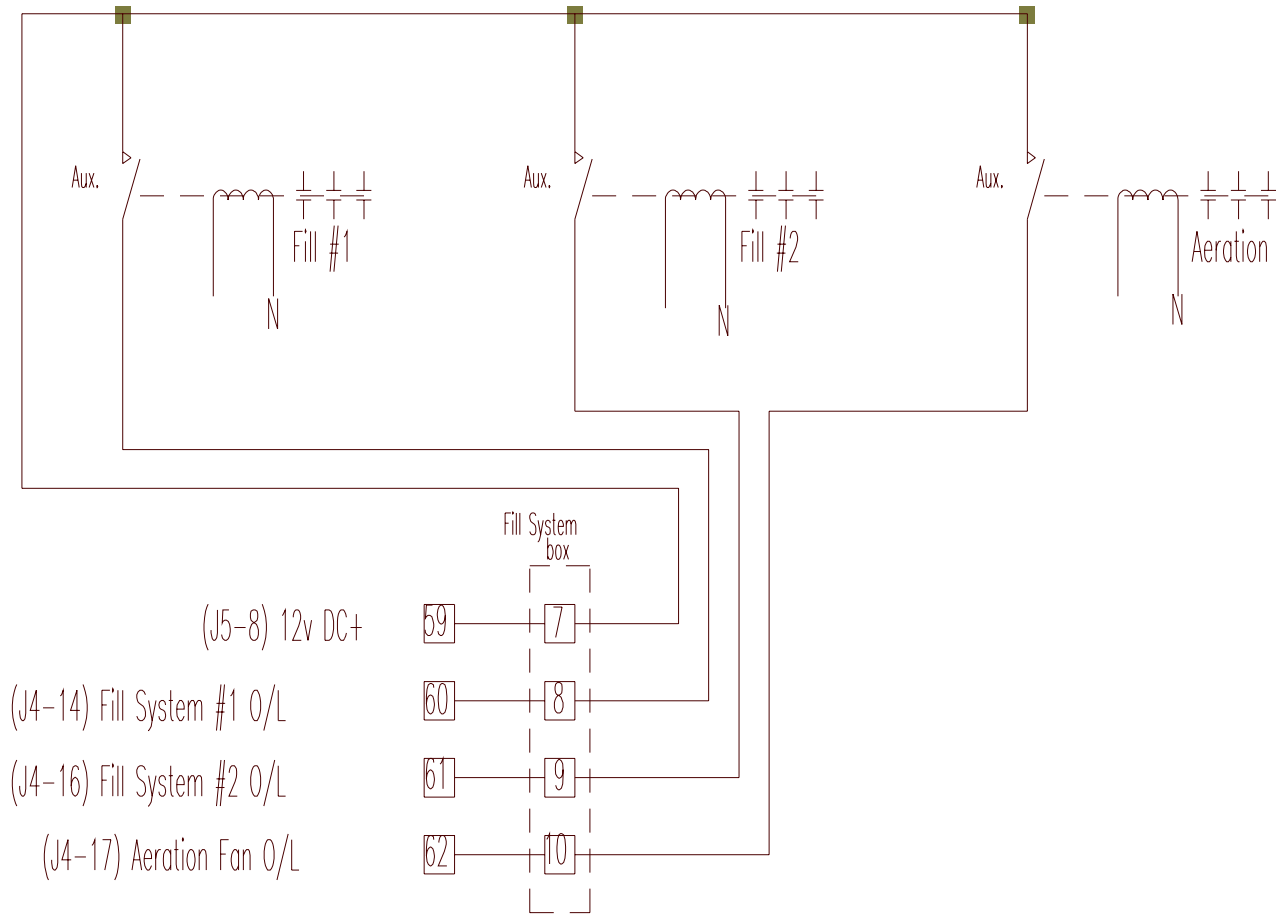 Aux.
Fill #1
N
Aux.
Fill #2
N
Aux.
Aeration
N
Fill System
box
(J5-8) 12v DC+
59
7
(J4-14) Fill System #1 O/L
60
8
(J4-16) Fill System #2 O/L
61
9
(J4-17) Aeration Fan O/L
62
10